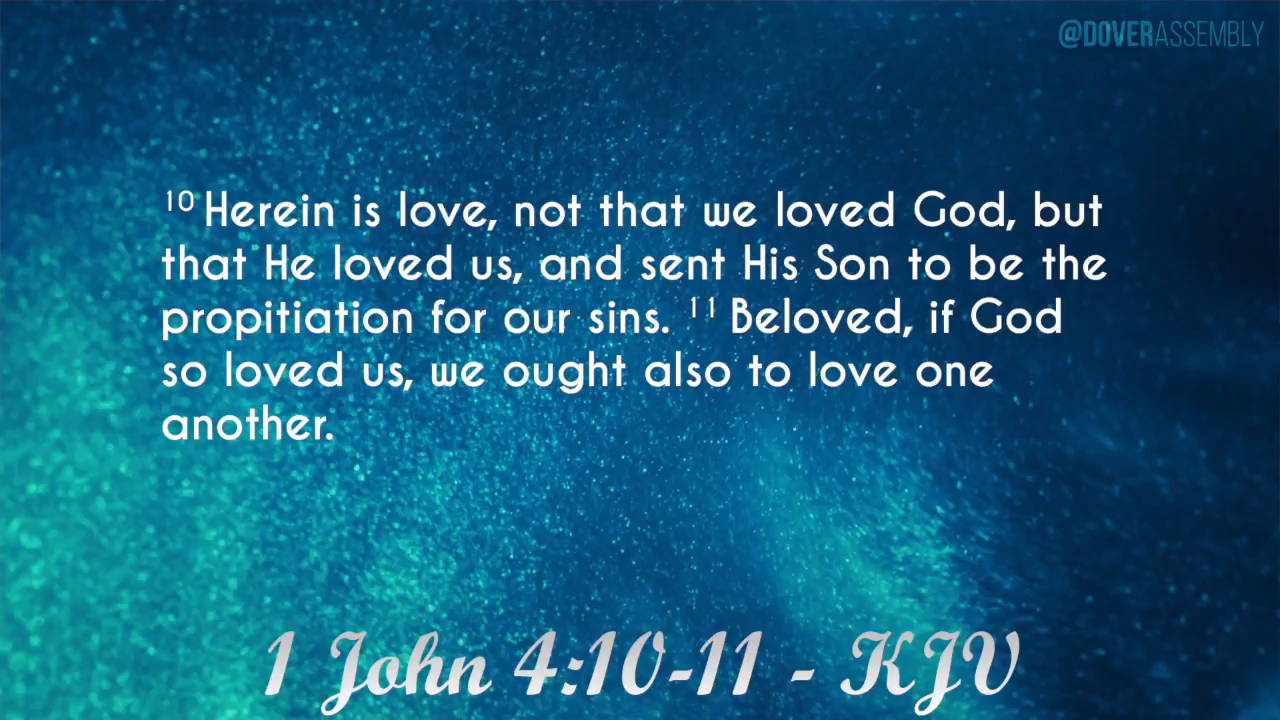 @DOVERASSEMBLY
10 Herein is love, not that we loved God, but
that He loved us, and sent His Son to be the
propitiation for our sins. 11 Beloved, if God
so loved us, we ought also to love one
another.
1 John 4:10-11 - KJV